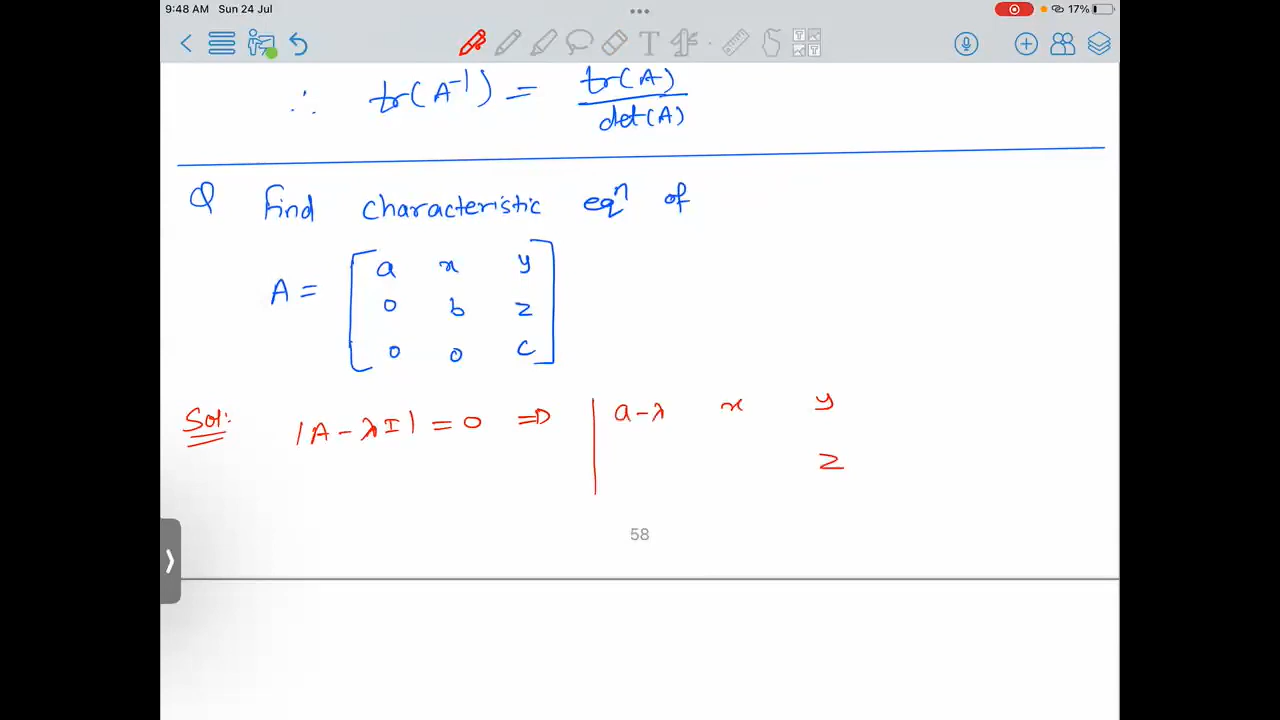 9:48 AM Sun 24 Jul 17%
∴ tr(A⁻¹) = tr(A) / det(A)
Q Find characteristic eqⁿ of
A = [ a x y
0 b z
0 0 c ]
Sol: |A - λI| = 0 ⇒ | a-λ x y
z
58